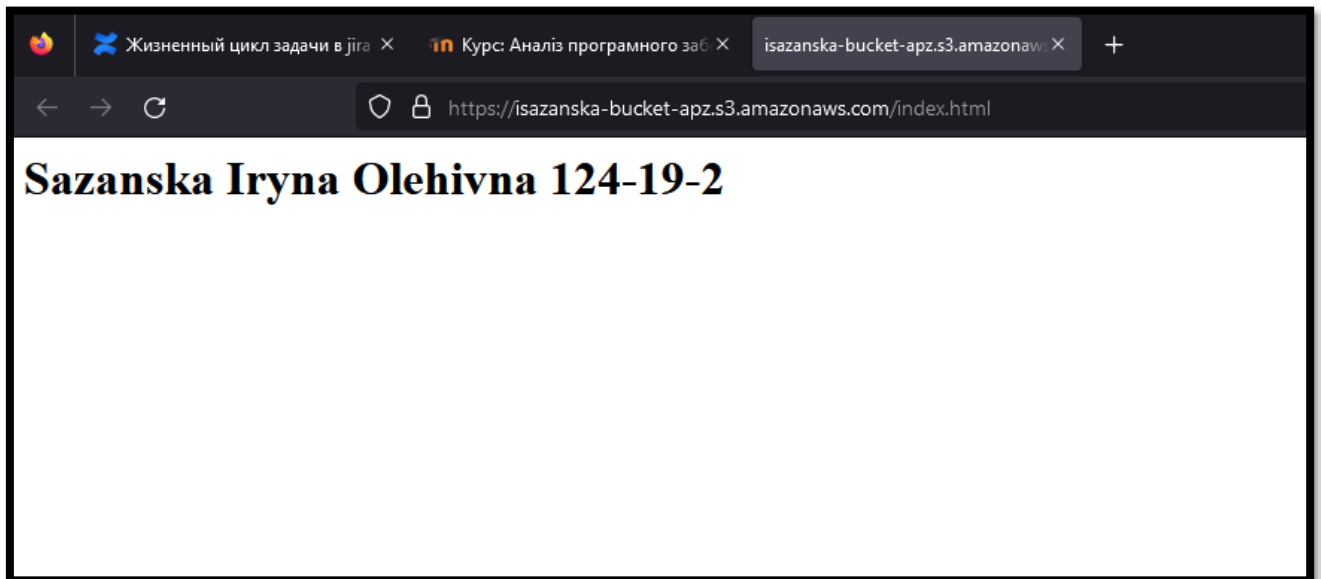 Жизненный цикл задачи в jira
Курс: Аналіз програмного заб
isazanska-bucket-apz.s3.amazonaws
https://isazanska-bucket-apz.s3.amazonaws.com/index.html
Sazanska Iryna Olehivna 124-19-2